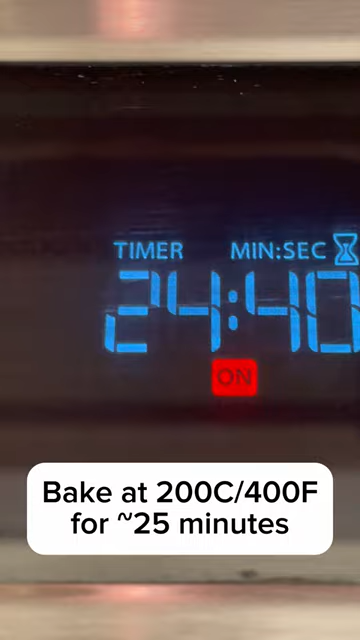 TIMER MIN:SEC
24:40
ON
Bake at 200C/400F
for ~25 minutes